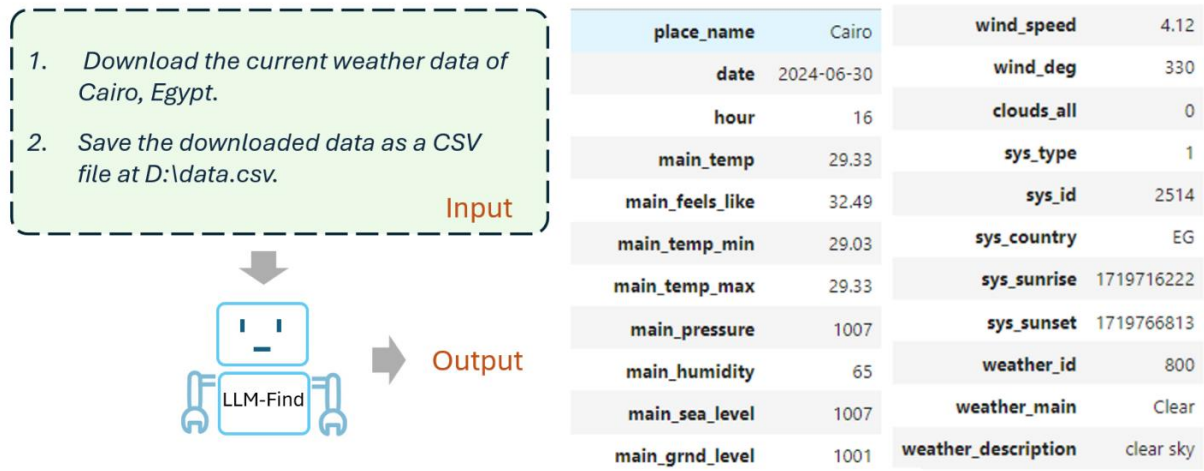 1. Download the current weather data of
Cairo, Egypt.
2. Save the downloaded data as a CSV
file at D:\data.csv.
Input
LLM-Find
Output
place_name Cairo
date 2024-06-30
hour 16
main_temp 29.33
main_feels_like 32.49
main_temp_min 29.03
main_temp_max 29.33
main_pressure 1007
main_humidity 65
main_sea_level 1007
main_grnd_level 1001
wind_speed 4.12
wind_deg 330
clouds_all 0
sys_type 1
sys_id 2514
sys_country EG
sys_sunrise 1719716222
sys_sunset 1719766813
weather_id 800
weather_main Clear
weather_description clear sky